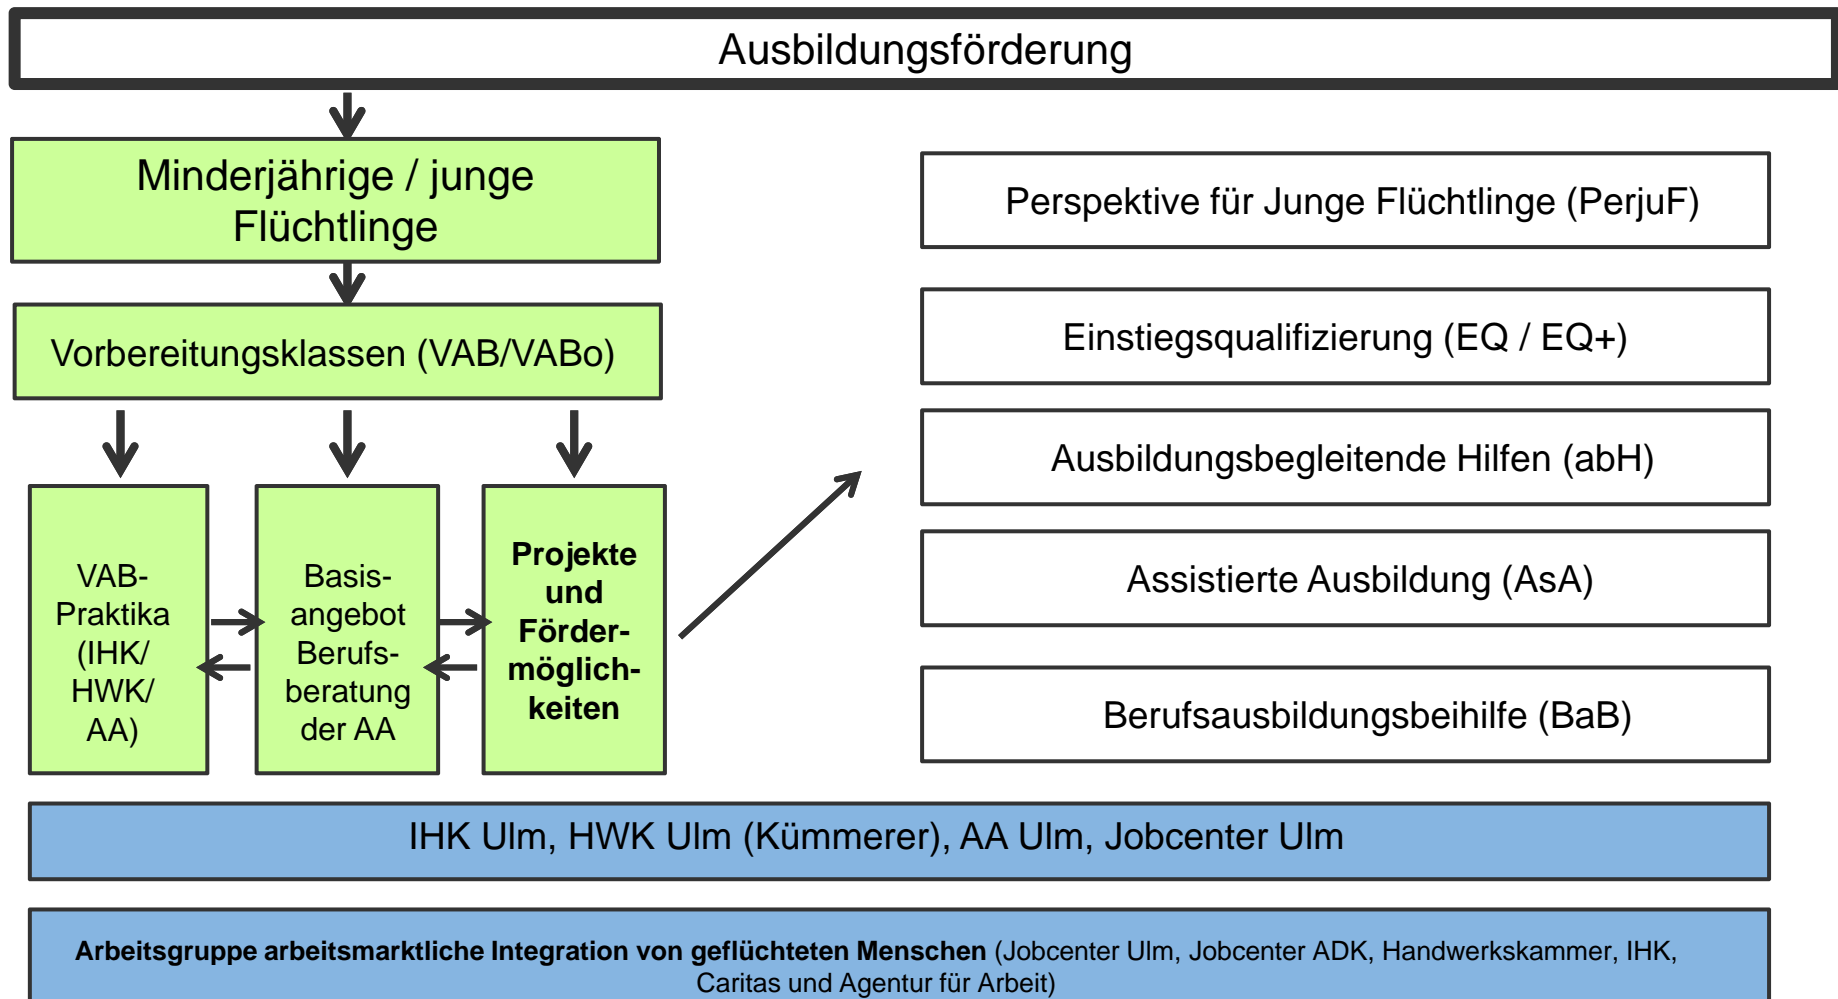 Ausbildungsförderung
Minderjährige / junge
Flüchtlinge
Vorbereitungsklassen (VAB/VABo)
VAB-
Praktika
(IHK/
HWK/
AA)
Basis-
angebot
Berufs-
beratung
der AA
Projekte
und
Förder-
möglich-
keiten
Perspektive für Junge Flüchtlinge (PerjuF)
Einstiegsqualifizierung (EQ / EQ+)
Ausbildungsbegleitende Hilfen (abH)
Assistierte Ausbildung (AsA)
Berufsausbildungsbeihilfe (BaB)
IHK Ulm, HWK Ulm (Kümmerer), AA Ulm, Jobcenter Ulm
Arbeitsgruppe arbeitsmarktliche Integration von geflüchteten Menschen (Jobcenter Ulm, Jobcenter ADK, Handwerkskammer, IHK,
Caritas und Agentur für Arbeit)